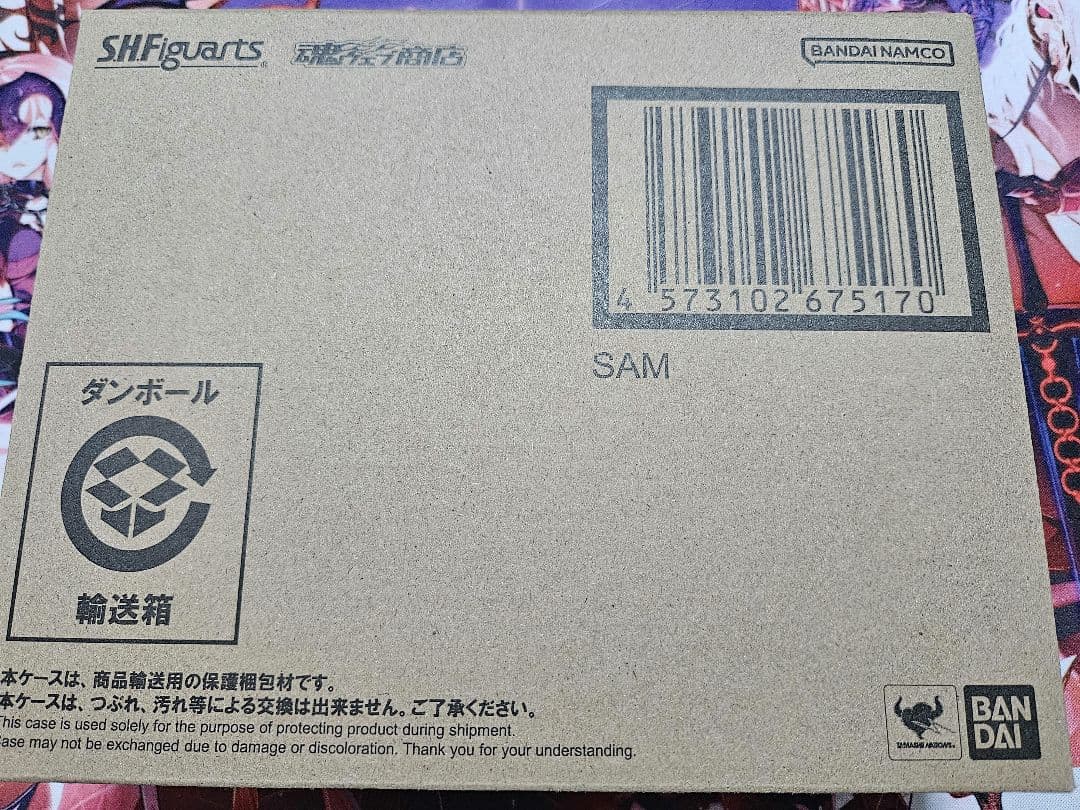 S.H.Figuarts 魂ウェブ商店 BANDAI NAMCO
4 573102 675170
SAM
ダンボール
輸送箱
本ケースは、商品輸送用の保護梱包材です。
本ケースは、つぶれ、汚れ等による交換は出来ません。ご了承ください。
This case is used solely for the purpose of protecting product during shipment.
Case may not be exchanged due to damage or discoloration. Thank you for your understanding.
TAMASHII NATIONS
BAN
DAI